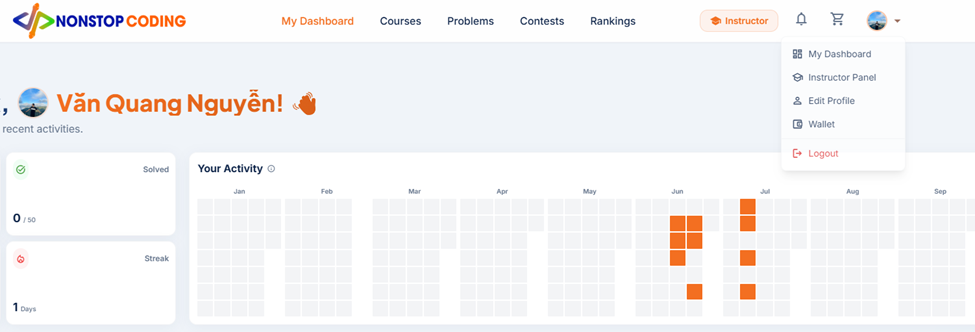 NONSTOP CODING
My Dashboard Courses Problems Contests Rankings Instructor
My Dashboard
Instructor Panel
Edit Profile
Wallet
Logout
, Văn Quang Nguyễn!
recent activities.
Solved
0 / 50
Streak
1 Days
Your Activity
Jan Feb Mar Apr May Jun Jul Aug Sep